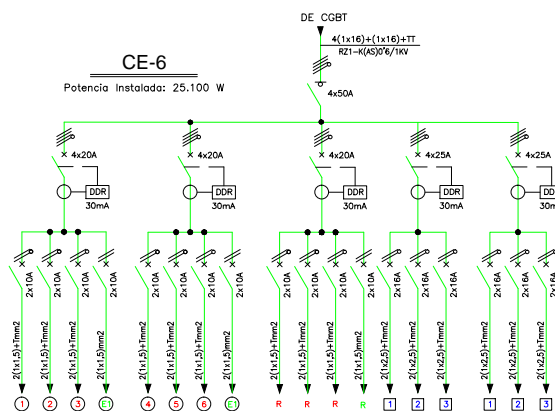 DE CGBT
4(1x16)+(1x16)+TT
RZ1-K(AS)0'6/1KV
CE-6
Potencia Instalada: 25.100 W
4x50A
4x20A
4x20A
4x20A
4x25A
4x25A
DDR
DDR
DDR
DDR
DDR
30mA
30mA
30mA
30mA
30mA
2x10A
2x10A
2x10A
2x10A
2x10A
2x10A
2x10A
2x10A
2x10A
2x10A
2x10A
2x10A
2x16A
2x16A
2x16A
2x16A
2x16A
2x16A
2(1x1,5)+Tmm2
2(1x1,5)+Tmm2
2(1x1,5)+Tmm2
2(1x1,5)mm2
2(1x1,5)+Tmm2
2(1x1,5)+Tmm2
2(1x1,5)+Tmm2
2(1x1,5)mm2
2(1x1,5)+Tmm2
2(1x1,5)+Tmm2
2(1x1,5)+Tmm2
2(1x1,5)mm2
2(1x2,5)+Tmm2
2(1x2,5)+Tmm2
2(1x2,5)+Tmm2
2(1x2,5)+Tmm2
2(1x2,5)+Tmm2
2(1x2,5)+Tmm2
1
2
3
E1
4
5
6
E1
R
R
R
R
1
2
3
1
2
3